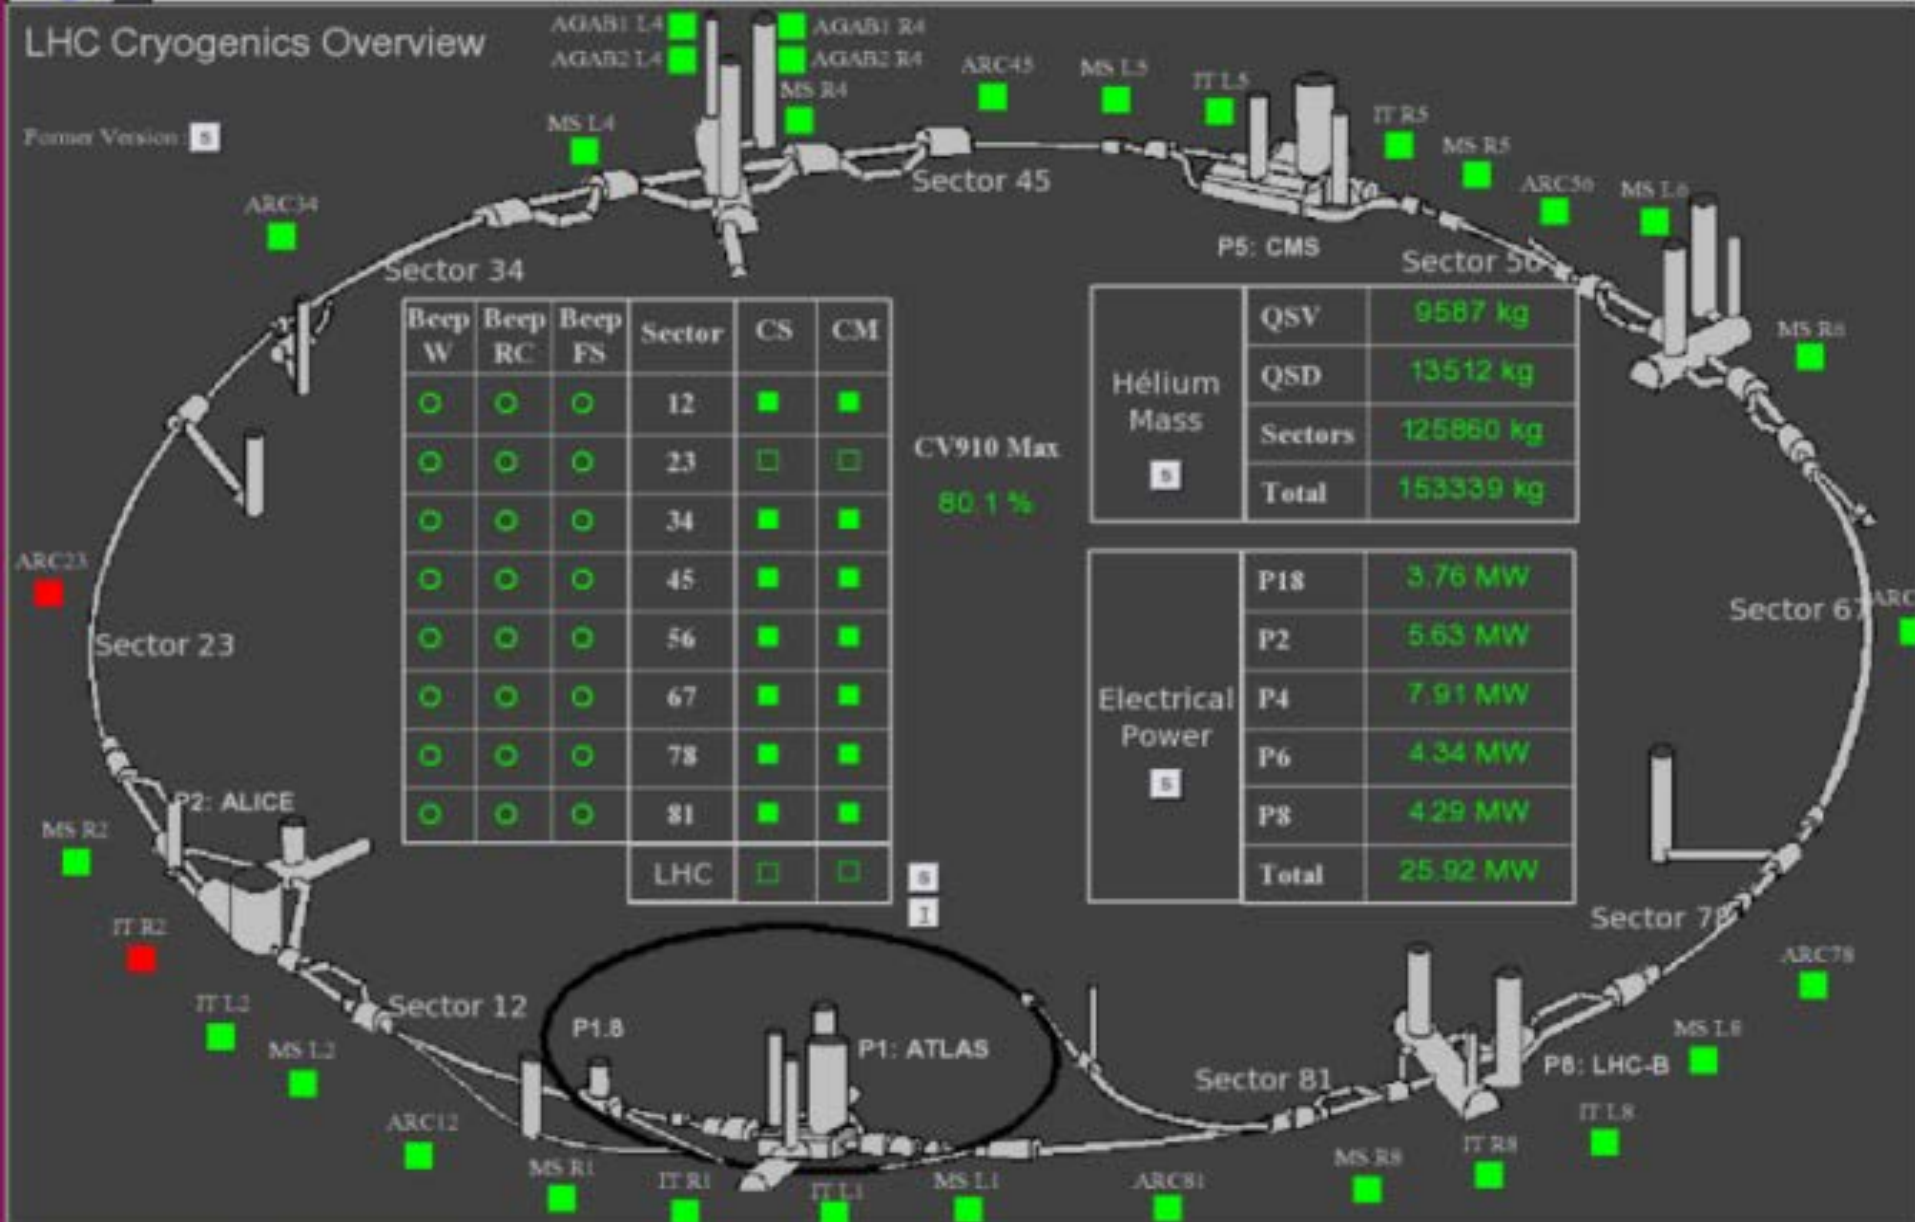 LHC Cryogenics Overview
AGAB1 L4
AGAB1 R4
AGAB2 L4
AGAB2 R4
MS R4
ARC45
MS L5
IT L5
IT R5
Former Version : S
MS L4
MS R5
ARC56
MS L6
Sector 45
ARC34
P5: CMS
Sector 56
Sector 34
MS R6
Beep W
Beep RC
Beep FS
Sector
CS
CM
12
23
34
45
56
67
78
81
LHC
S
I
CV910 Max
80.1 %
Hélium
Mass
S
QSV 9587 kg
QSD 13512 kg
Sectors 125860 kg
Total 153339 kg
Electrical
Power
S
P18 3.76 MW
P2 5.63 MW
P4 7.91 MW
P6 4.34 MW
P8 4.29 MW
Total 25.92 MW
ARC23
Sector 23
Sector 67
ARC
P2: ALICE
MS R2
IT R2
IT L2
MS L2
Sector 12
ARC12
P1.8
P1: ATLAS
Sector 78
ARC78
MS L8
P8: LHC-B
Sector 81
IT L8
IT R8
MS R8
MS R1
IT R1
IT L1
MS L1
ARC81